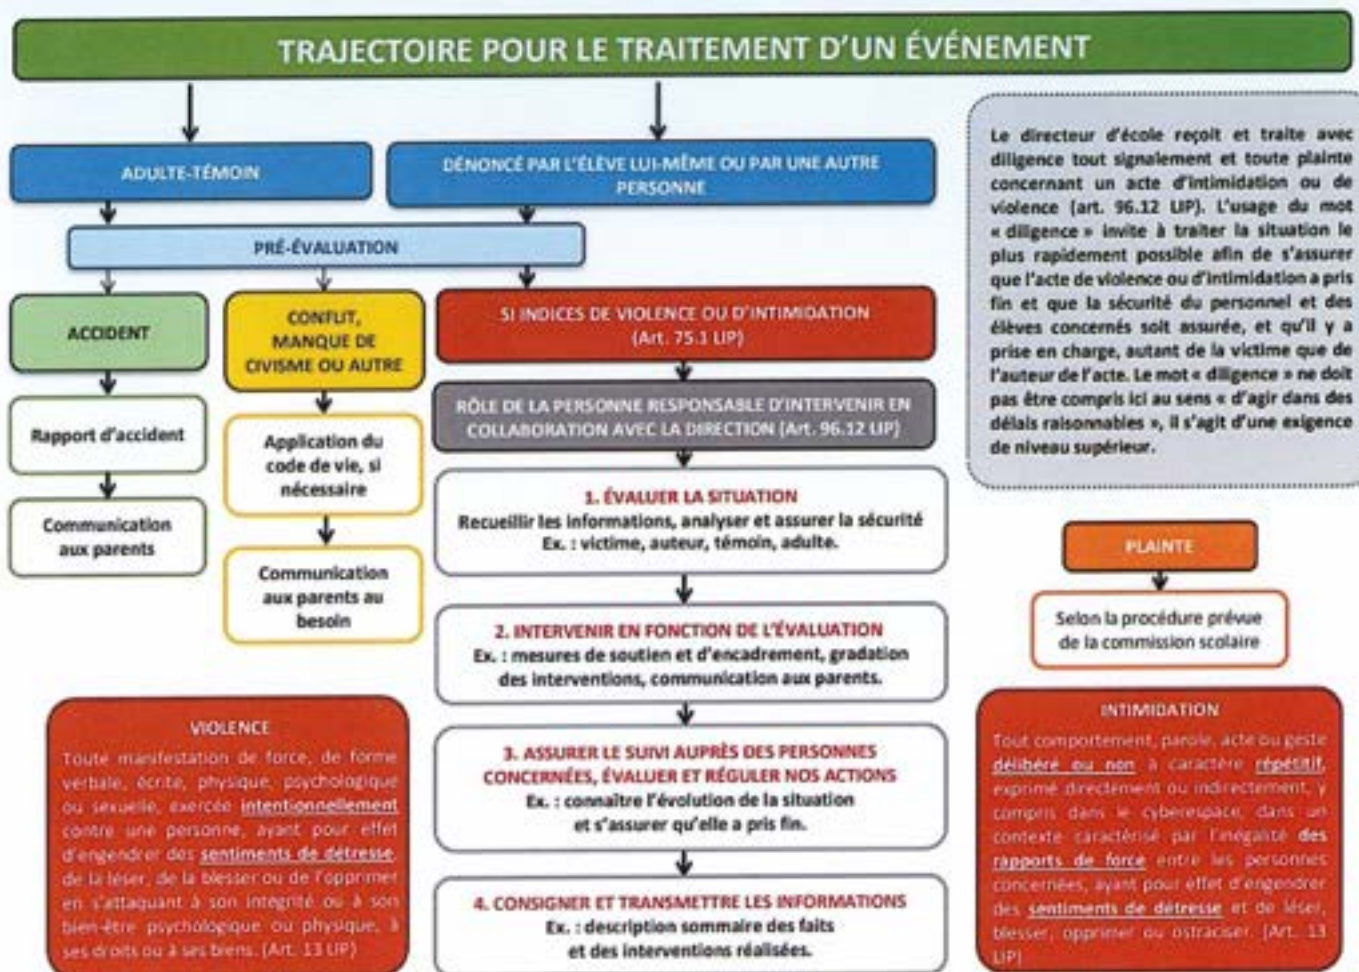 TRAJECTOIRE POUR LE TRAITEMENT D'UN ÉVÉNEMENT
ADULTE-TÉMOIN
DÉNONCÉ PAR L'ÉLÈVE LUI-MÊME OU PAR UNE AUTRE
PERSONNE
PRÉ-ÉVALUATION
ACCIDENT
Rapport d'accident
Communication
aux parents
CONFLIT,
MANQUE DE
CIVISME OU AUTRE
Application du
code de vie, si
nécessaire
Communication
aux parents au
besoin
SI INDICES DE VIOLENCE OU D'INTIMIDATION
(Art. 75.1 LIP)
RÔLE DE LA PERSONNE RESPONSABLE D'INTERVENIR EN
COLLABORATION AVEC LA DIRECTION (Art. 96.12 LIP)
1. ÉVALUER LA SITUATION
Recueillir les informations, analyser et assurer la sécurité
Ex. : victime, auteur, témoin, adulte.
2. INTERVENIR EN FONCTION DE L'ÉVALUATION
Ex. : mesures de soutien et d'encadrement, gradation
des interventions, communication aux parents.
3. ASSURER LE SUIVI AUPRÈS DES PERSONNES
CONCERNÉES, ÉVALUER ET RÉGULER NOS ACTIONS
Ex. : connaître l'évolution de la situation
et s'assurer qu'elle a pris fin.
4. CONSIGNER ET TRANSMETTRE LES INFORMATIONS
Ex. : description sommaire des faits
et des interventions réalisées.
Le directeur d'école reçoit et traite avec
diligence tout signalement et toute plainte
concernant un acte d'intimidation ou de
violence (art. 96.12 LIP). L'usage du mot
« diligence » invite à traiter la situation le
plus rapidement possible afin de s'assurer
que l'acte de violence ou d'intimidation a pris
fin et que la sécurité du personnel et des
élèves concernés soit assurée, et qu'il y a
prise en charge, autant de la victime que de
l'auteur de l'acte. Le mot « diligence » ne doit
pas être compris ici au sens « d'agir dans des
délais raisonnables », il s'agit d'une exigence
de niveau supérieur.
PLAINTE
Selon la procédure prévue
de la commission scolaire
VIOLENCE
Toute manifestation de force, de forme
verbale, écrite, physique, psychologique
ou sexuelle, exercée intentionnellement
contre une personne, ayant pour effet
d'engendrer des sentiments de détresse,
de la léser, de la blesser ou de l'opprimer
en s'attaquant à son intégrité ou à son
bien-être psychologique ou physique, à
ses droits ou à ses biens. (Art. 13 LIP)
INTIMIDATION
Tout comportement, parole, acte ou geste
délibéré ou non à caractère répétitif,
exprimé directement ou indirectement, y
compris dans le cyberespace, dans un
contexte caractérisé par l'inégalité des
rapports de force entre les personnes
concernées, ayant pour effet d'engendrer
des sentiments de détresse et de léser,
blesser, opprimer ou ostraciser. (Art. 13
LIP)